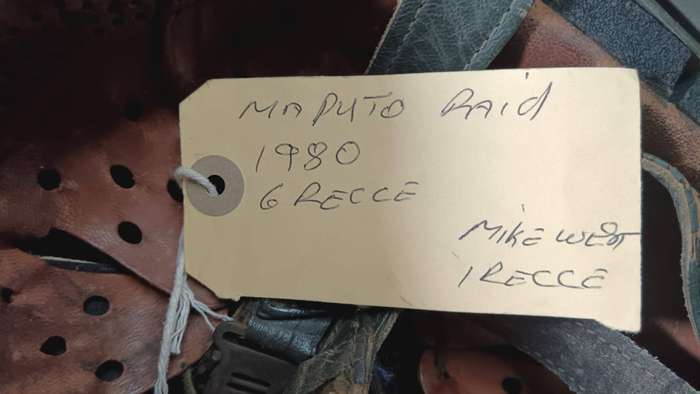 MAPUTO RAid
1980
6 RECCE
MIKE WEST
1 RECCE